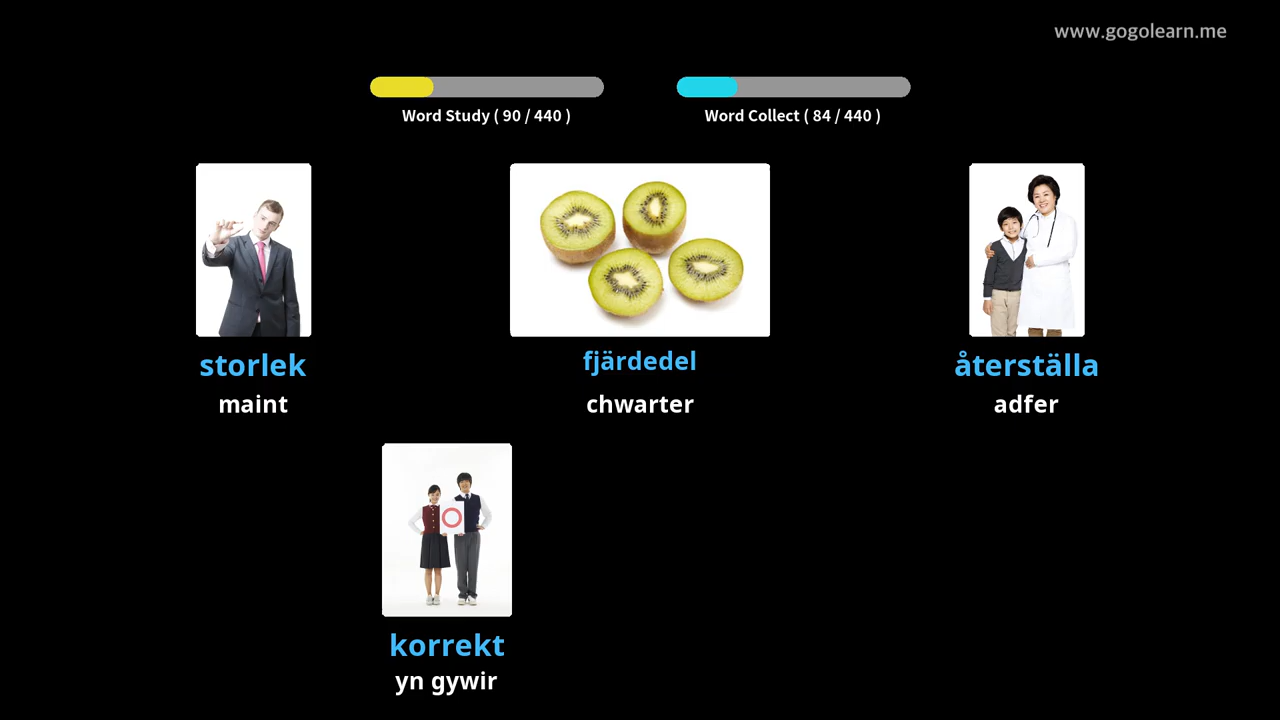 www.gogolearn.me
Word Study ( 90 / 440 )
Word Collect ( 84 / 440 )
storlek
maint
fjärdedel
chwarter
återställa
adfer
korrekt
yn gywir